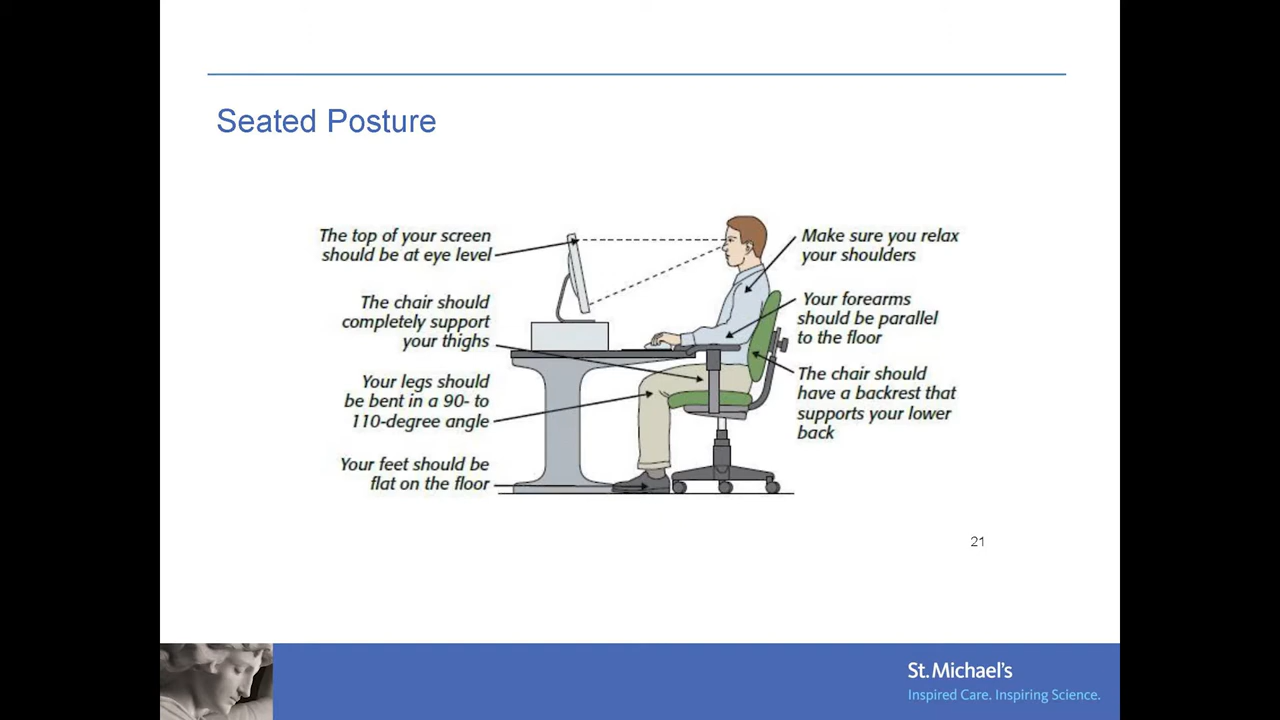 Seated Posture
The top of your screen
should be at eye level
The chair should
completely support
your thighs
Your legs should
be bent in a 90- to
110-degree angle
Your feet should be
flat on the floor
Make sure you relax
your shoulders
Your forearms
should be parallel
to the floor
The chair should
have a backrest that
supports your lower
back
21
St. Michael's
Inspired Care. Inspiring Science.